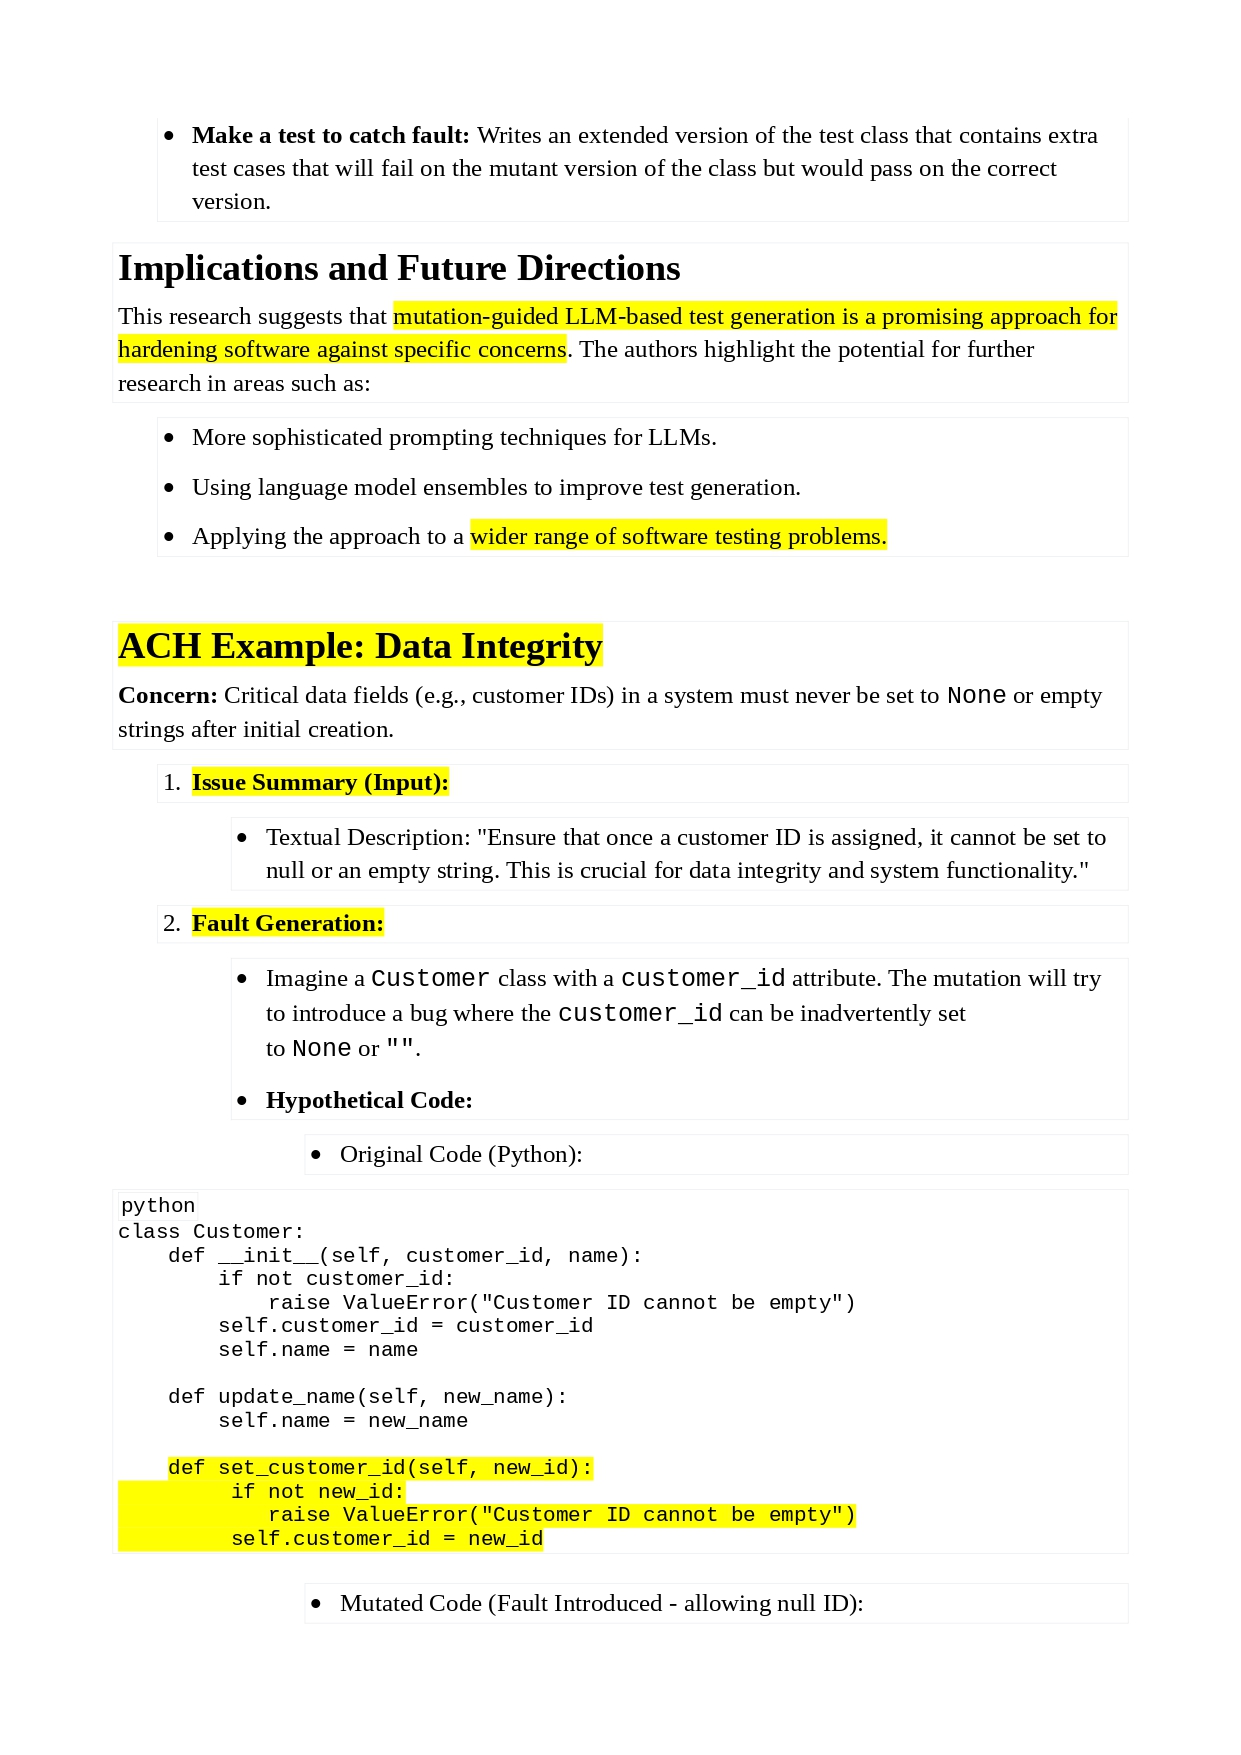 • Make a test to catch fault: Writes an extended version of the test class that contains extra
test cases that will fail on the mutant version of the class but would pass on the correct
version.
Implications and Future Directions
This research suggests that mutation-guided LLM-based test generation is a promising approach for
hardening software against specific concerns. The authors highlight the potential for further
research in areas such as:
• More sophisticated prompting techniques for LLMs.
• Using language model ensembles to improve test generation.
• Applying the approach to a wider range of software testing problems.
ACH Example: Data Integrity
Concern: Critical data fields (e.g., customer IDs) in a system must never be set to None or empty
strings after initial creation.
1. Issue Summary (Input):
• Textual Description: "Ensure that once a customer ID is assigned, it cannot be set to
null or an empty string. This is crucial for data integrity and system functionality."
2. Fault Generation:
• Imagine a Customer class with a customer_id attribute. The mutation will try
to introduce a bug where the customer_id can be inadvertently set
to None or "".
• Hypothetical Code:
• Original Code (Python):
python
class Customer:
    def __init__(self, customer_id, name):
        if not customer_id:
            raise ValueError("Customer ID cannot be empty")
        self.customer_id = customer_id
        self.name = name
    def update_name(self, new_name):
        self.name = new_name
    def set_customer_id(self, new_id):
         if not new_id:
            raise ValueError("Customer ID cannot be empty")
         self.customer_id = new_id
• Mutated Code (Fault Introduced - allowing null ID):